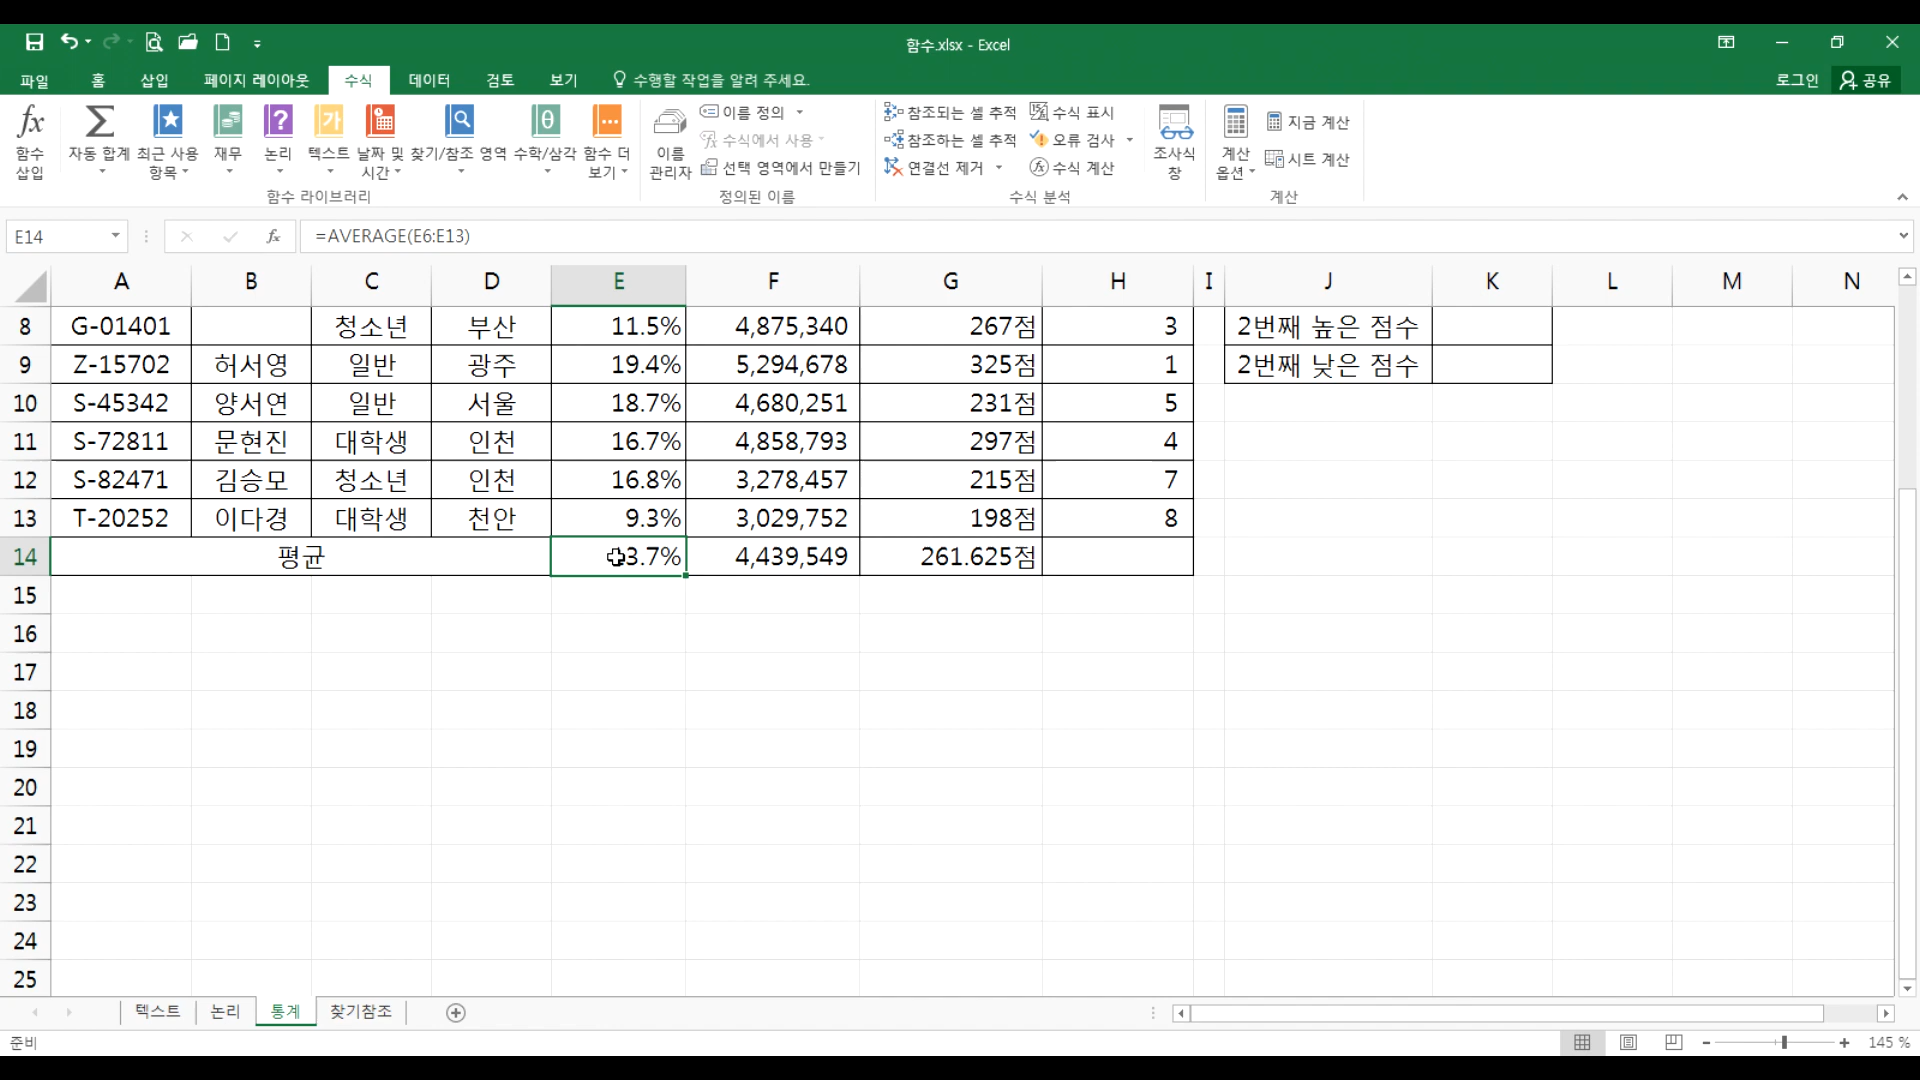 함수.xlsx - Excel
파일 홈 삽입 페이지 레이아웃 수식 데이터 검토 보기 수행할 작업을 알려 주세요. 로그인 공유
fx 함수 삽입
Σ 자동 합계
최근 사용 항목
재무
논리
가 텍스트
날짜 및 시간
찾기/참조 영역
θ 수학/삼각
함수 더 보기
함수 라이브러리
이름 관리자
이름 정의
수식에서 사용
선택 영역에서 만들기
정의된 이름
참조되는 셀 추적
참조하는 셀 추적
연결선 제거
수식 표시
오류 검사
수식 계산
수식 분석
조사식 창
계산 옵션
지금 계산
시트 계산
계산
E14 fx =AVERAGE(E6:E13)
A B C D E F G H I J K L M N
8 G-01401 청소년 부산 11.5% 4,875,340 267점 3 2번째 높은 점수
9 Z-15702 허서영 일반 광주 19.4% 5,294,678 325점 1 2번째 낮은 점수
10 S-45342 양서연 일반 서울 18.7% 4,680,251 231점 5
11 S-72811 문현진 대학생 인천 16.7% 4,858,793 297점 4
12 S-82471 김승모 청소년 인천 16.8% 3,278,457 215점 7
13 T-20252 이다경 대학생 천안 9.3% 3,029,752 198점 8
14 평균 3.7% 4,439,549 261.625점
15
16
17
18
19
20
21
22
23
24
25
텍스트 논리 통계 찾기참조
준비 145 %